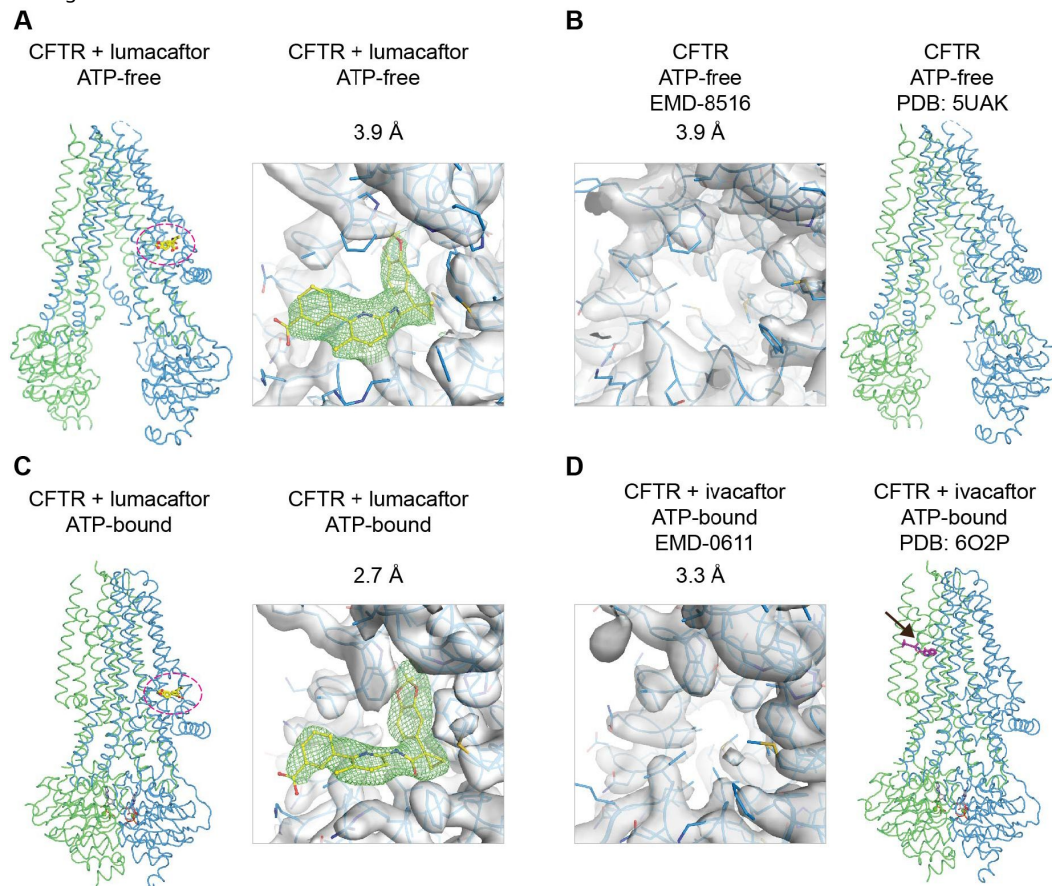 A
CFTR + lumacaftor
ATP-free
CFTR + lumacaftor
ATP-free
3.9 Å
B
CFTR
ATP-free
EMD-8516
3.9 Å
CFTR
ATP-free
PDB: 5UAK
C
CFTR + lumacaftor
ATP-bound
CFTR + lumacaftor
ATP-bound
2.7 Å
D
CFTR + ivacaftor
ATP-bound
EMD-0611
3.3 Å
CFTR + ivacaftor
ATP-bound
PDB: 6O2P